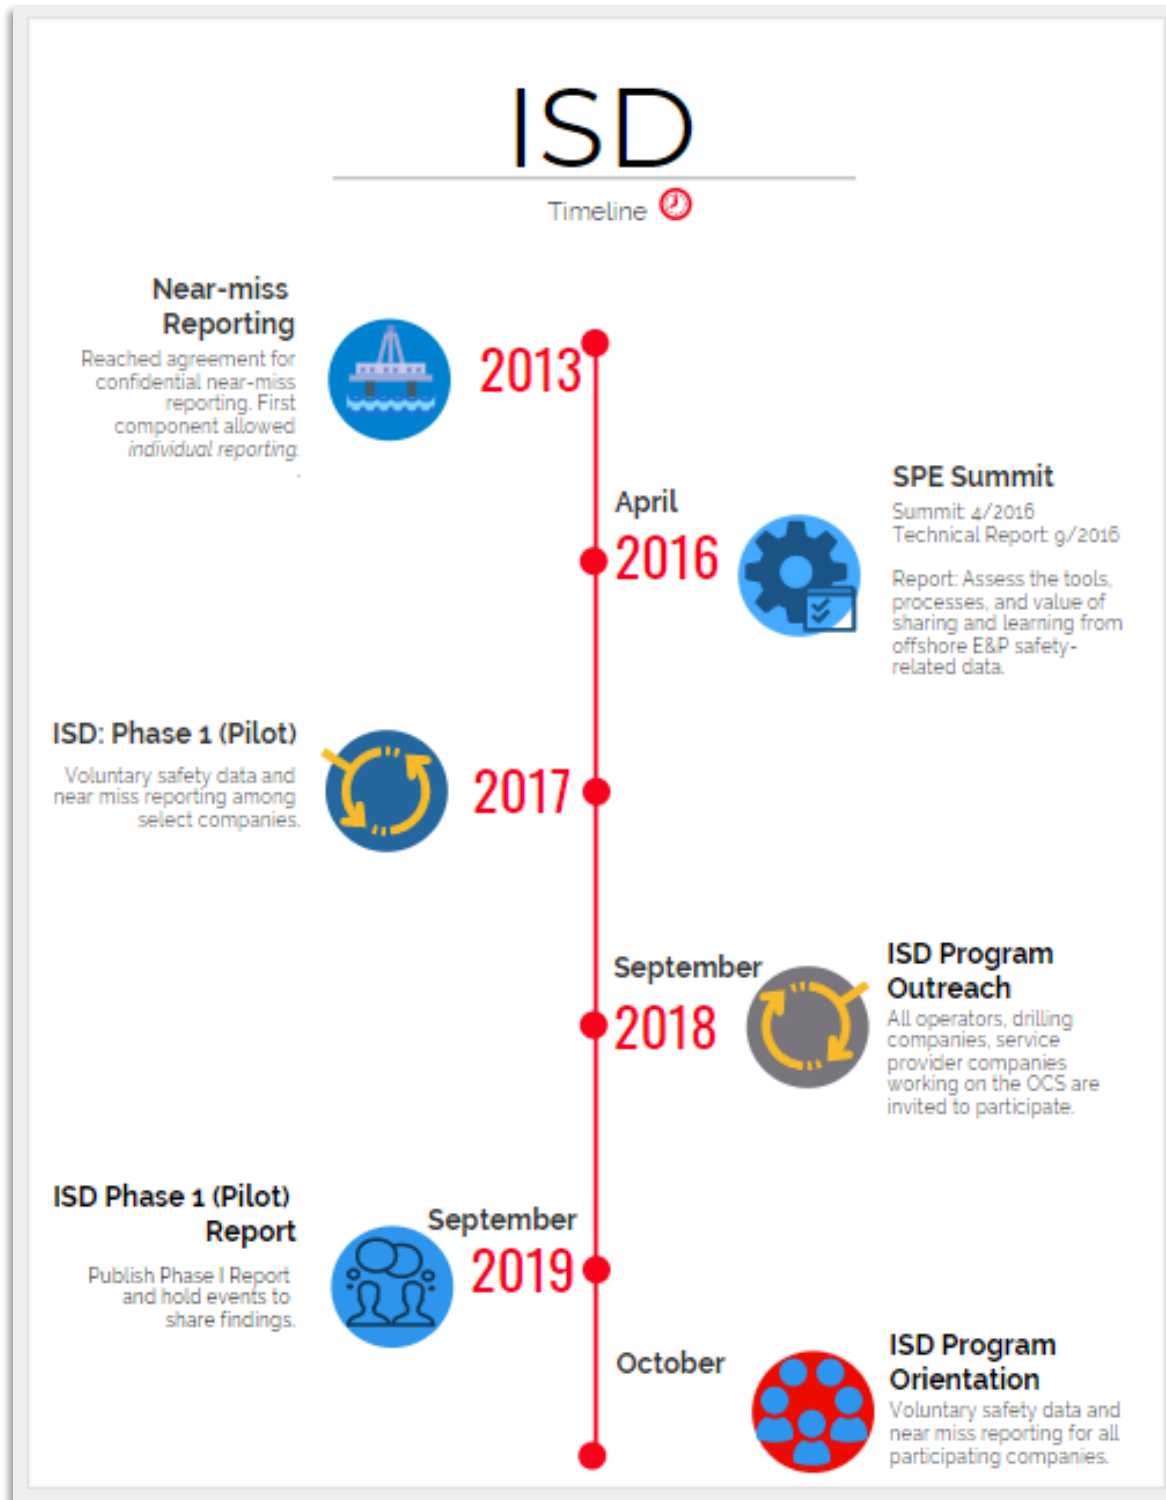 ISD
Timeline
Near-miss
Reporting
Reached agreement for
confidential near-miss
reporting. First
component allowed
individual reporting.
.
2013
April
2016
SPE Summit
Summit: 4/2016
Technical Report: 9/2016
Report: Assess the tools,
processes, and value of
sharing and learning from
offshore E&P safety-
related data.
ISD: Phase 1 (Pilot)
Voluntary safety data and
near miss reporting among
select companies.
2017
September
2018
ISD Program
Outreach
All operators, drilling
companies, service
provider companies
working on the OCS are
invited to participate.
ISD Phase 1 (Pilot)
Report
Publish Phase I Report
and hold events to
share findings.
September
2019
October
ISD Program
Orientation
Voluntary safety data and
near miss reporting for all
participating companies.